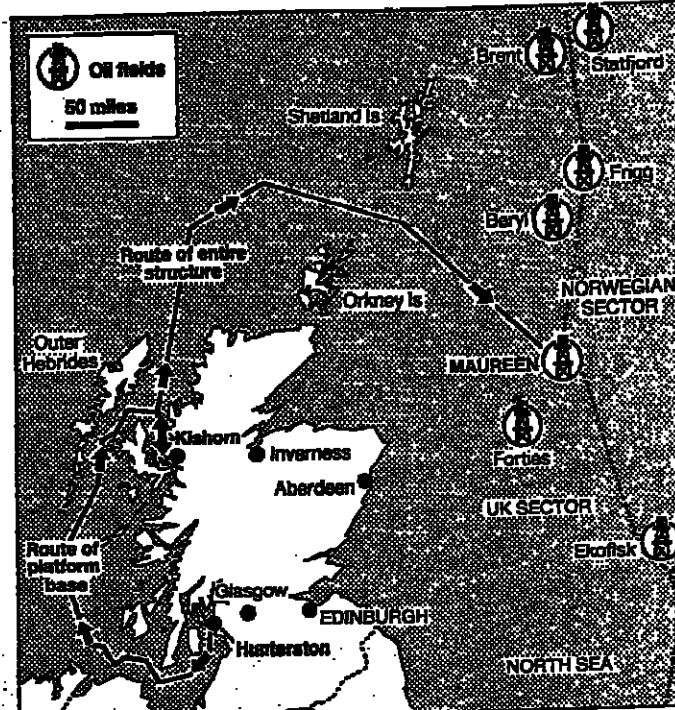 Oil fields
50 miles
Brent
Statfjord
Shetland Is
Frigg
Beryl
Route of entire
structure
NORWEGIAN
SECTOR
Orkney Is
Outer
Hebrides
MAUREEN
Kishorn
Inverness
Forties
Aberdeen
UK SECTOR
Route of
platform
base
Ekofisk
Glasgow
EDINBURGH
Hunterston
NORTH SEA